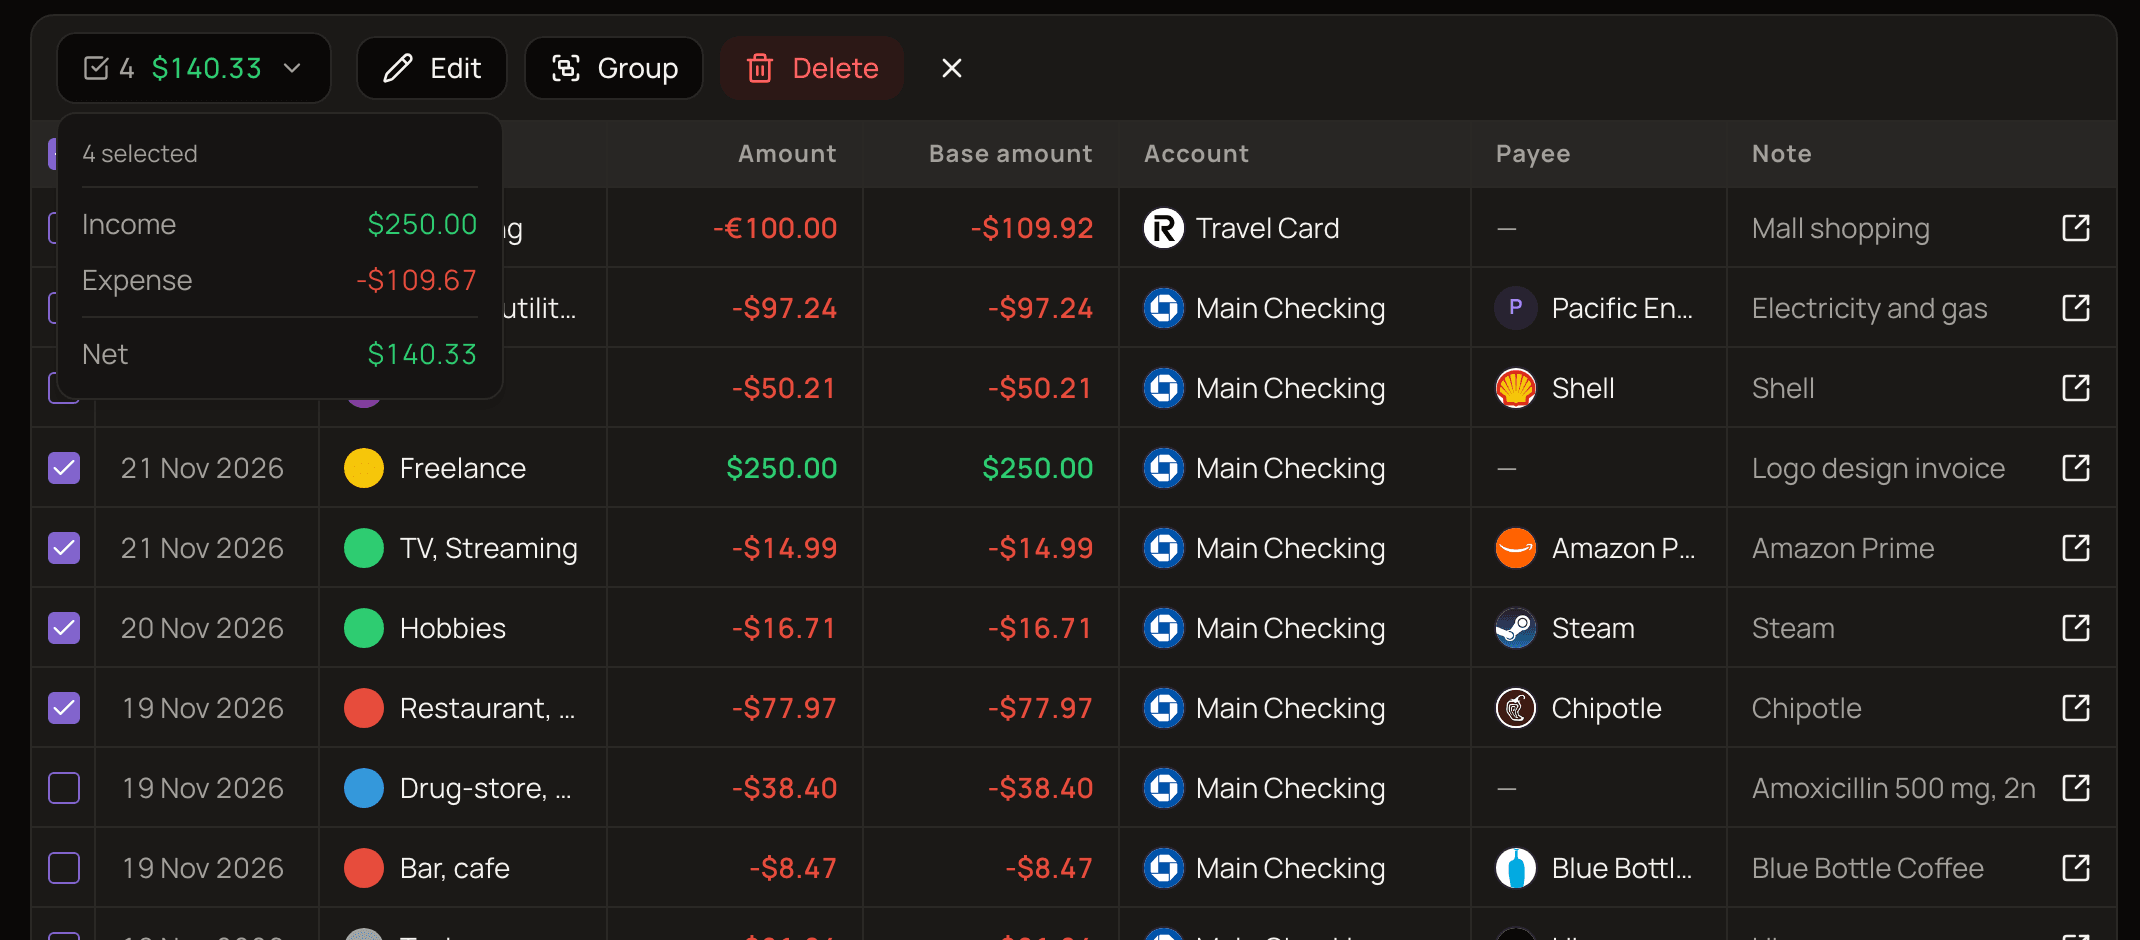 4 $140.33 Edit Group Delete
4 selected
Income $250.00
Expense -$109.67
Net $140.33
Amount Base amount Account Payee Note
-€100.00 -$109.92 Travel Card — Mall shopping
utilit... -$97.24 -$97.24 Main Checking P Pacific En... Electricity and gas
-$50.21 -$50.21 Main Checking Shell Shell
21 Nov 2026 Freelance $250.00 $250.00 Main Checking — Logo design invoice
21 Nov 2026 TV, Streaming -$14.99 -$14.99 Main Checking Amazon P... Amazon Prime
20 Nov 2026 Hobbies -$16.71 -$16.71 Main Checking Steam Steam
19 Nov 2026 Restaurant, ... -$77.97 -$77.97 Main Checking Chipotle Chipotle
19 Nov 2026 Drug-store, ... -$38.40 -$38.40 Main Checking — Amoxicillin 500 mg, 2n
19 Nov 2026 Bar, cafe -$8.47 -$8.47 Main Checking Blue Bottl... Blue Bottle Coffee